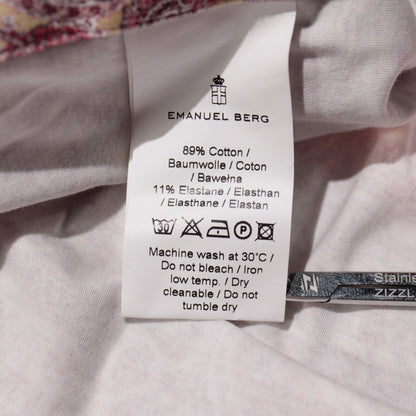 EMANUEL BERG
89% Cotton /
Baumwolle / Coton
/ Bawełna
11% Elastane / Elasthan
/ Elasthane / Elastan
30 P
Machine wash at 30°C /
Do not bleach / Iron
low temp. / Dry
cleanable / Do not
tumble dry
Stainle
ZIZZI